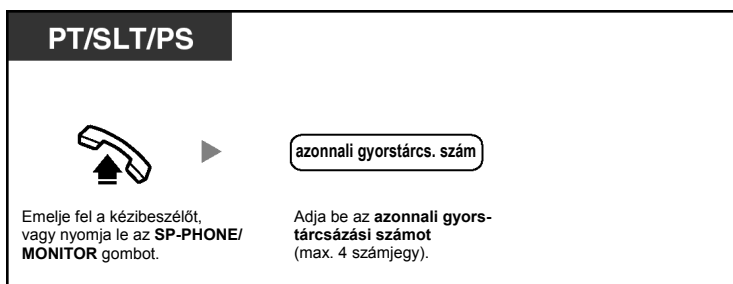 PT/SLT/PS
azonnali gyorstárcs. szám
Emelje fel a kézibeszélőt,
vagy nyomja le az SP-PHONE/
MONITOR gombot.
Adja be az azonnali gyors-
tárcsázási számot
(max. 4 számjegy).